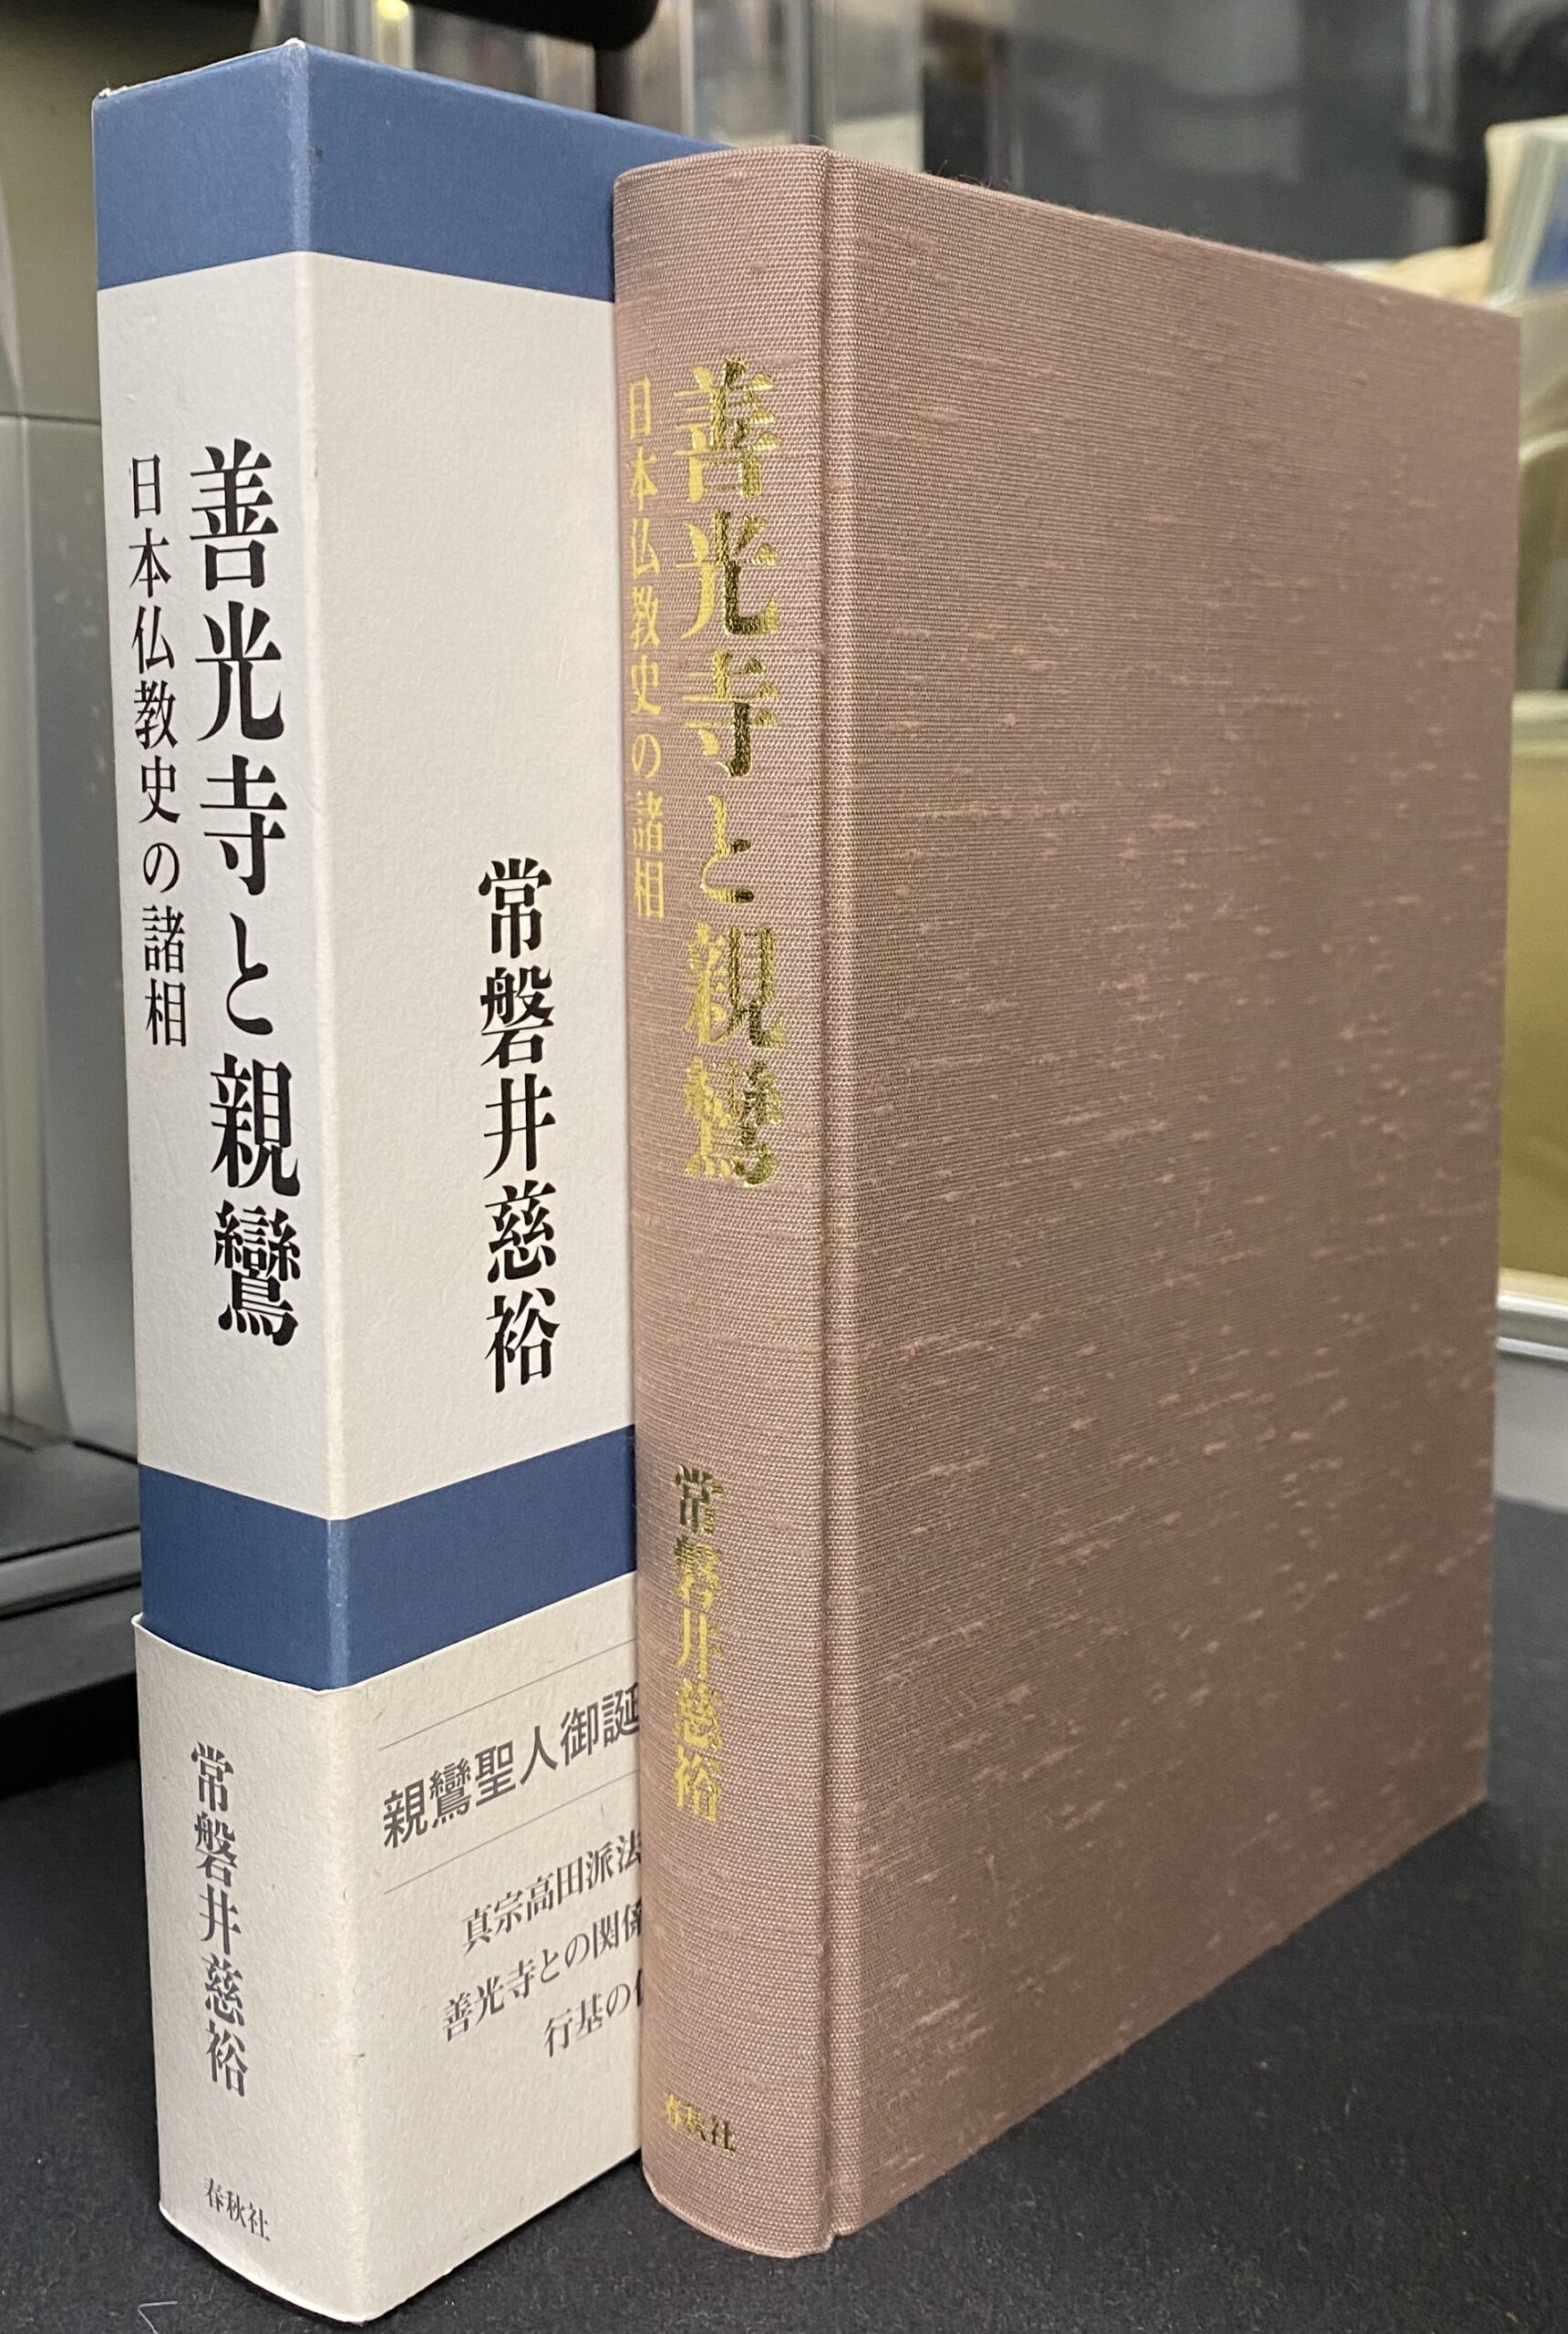 善光寺と親鸞
日本仏教史の諸相
常磐井慈裕
春秋社
常磐井慈裕
親鸞聖人御誕
真宗高田派法
善光寺との関係
行基の
善光寺と親鸞
日本仏教史の諸相
常磐井慈裕
春秋社